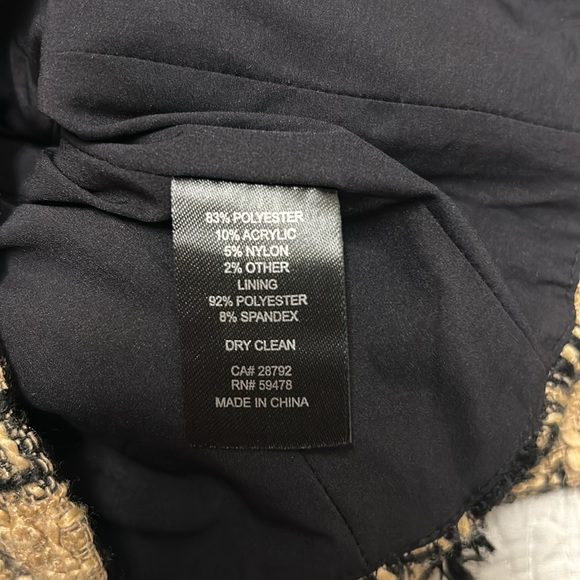 83% POLYESTER
10% ACRYLIC
5% NYLON
2% OTHER
LINING
92% POLYESTER
8% SPANDEX
DRY CLEAN
CA# 28792
RN# 59478
MADE IN CHINA